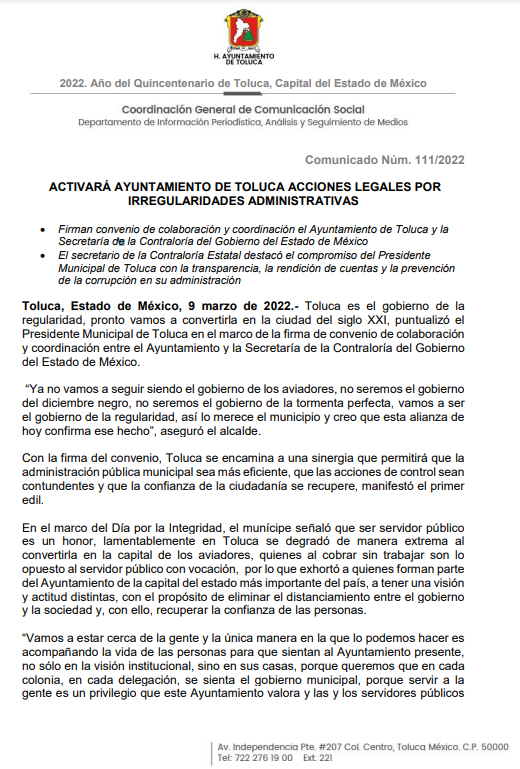 H. AYUNTAMIENTO
DE TOLUCA
2022. Año del Quincentenario de Toluca, Capital del Estado de México
Coordinación General de Comunicación Social
Departamento de Información Periodística, Análisis y Seguimiento de Medios
Comunicado Núm. 111/2022
ACTIVARÁ AYUNTAMIENTO DE TOLUCA ACCIONES LEGALES POR
IRREGULARIDADES ADMINISTRATIVAS
• Firman convenio de colaboración y coordinación el Ayuntamiento de Toluca y la
Secretaría de la Contraloría del Gobierno del Estado de México
• El secretario de la Contraloría Estatal destacó el compromiso del Presidente
Municipal de Toluca con la transparencia, la rendición de cuentas y la prevención
de la corrupción en su administración
Toluca, Estado de México, 9 marzo de 2022.- Toluca es el gobierno de la
regularidad, pronto vamos a convertirla en la ciudad del siglo XXI, puntualizó el
Presidente Municipal de Toluca en el marco de la firma de convenio de colaboración
y coordinación entre el Ayuntamiento y la Secretaría de la Contraloría del Gobierno
del Estado de México.
“Ya no vamos a seguir siendo el gobierno de los aviadores, no seremos el gobierno
del diciembre negro, no seremos el gobierno de la tormenta perfecta, vamos a ser
el gobierno de la regularidad, así lo merece el municipio y creo que esta alianza de
hoy confirma ese hecho”, aseguró el alcalde.
Con la firma del convenio, Toluca se encamina a una sinergia que permitirá que la
administración pública municipal sea más eficiente, que las acciones de control sean
contundentes y que la confianza de la ciudadanía se recupere, manifestó el primer
edil.
En el marco del Día por la Integridad, el munícipe señaló que ser servidor público
es un honor, lamentablemente en Toluca se degradó de manera extrema al
convertirla en la capital de los aviadores, quienes al cobrar sin trabajar son lo
opuesto al servidor público con vocación, por lo que exhortó a quienes forman parte
del Ayuntamiento de la capital del estado más importante del país, a tener una visión
y actitud distintas, con el propósito de eliminar el distanciamiento entre el gobierno
y la sociedad y, con ello, recuperar la confianza de las personas.
“Vamos a estar cerca de la gente y la única manera en la que lo podemos hacer es
acompañando la vida de las personas para que sientan al Ayuntamiento presente,
no sólo en la visión institucional, sino en sus casas, porque queremos que en cada
colonia, en cada delegación, se sienta el gobierno municipal, porque servir a la
gente es un privilegio que este Ayuntamiento valora y las y los servidores públicos
Av. Independencia Pte. #207 Col. Centro, Toluca México. C.P. 50000
Tel: 722 276 19 00 Ext. 221